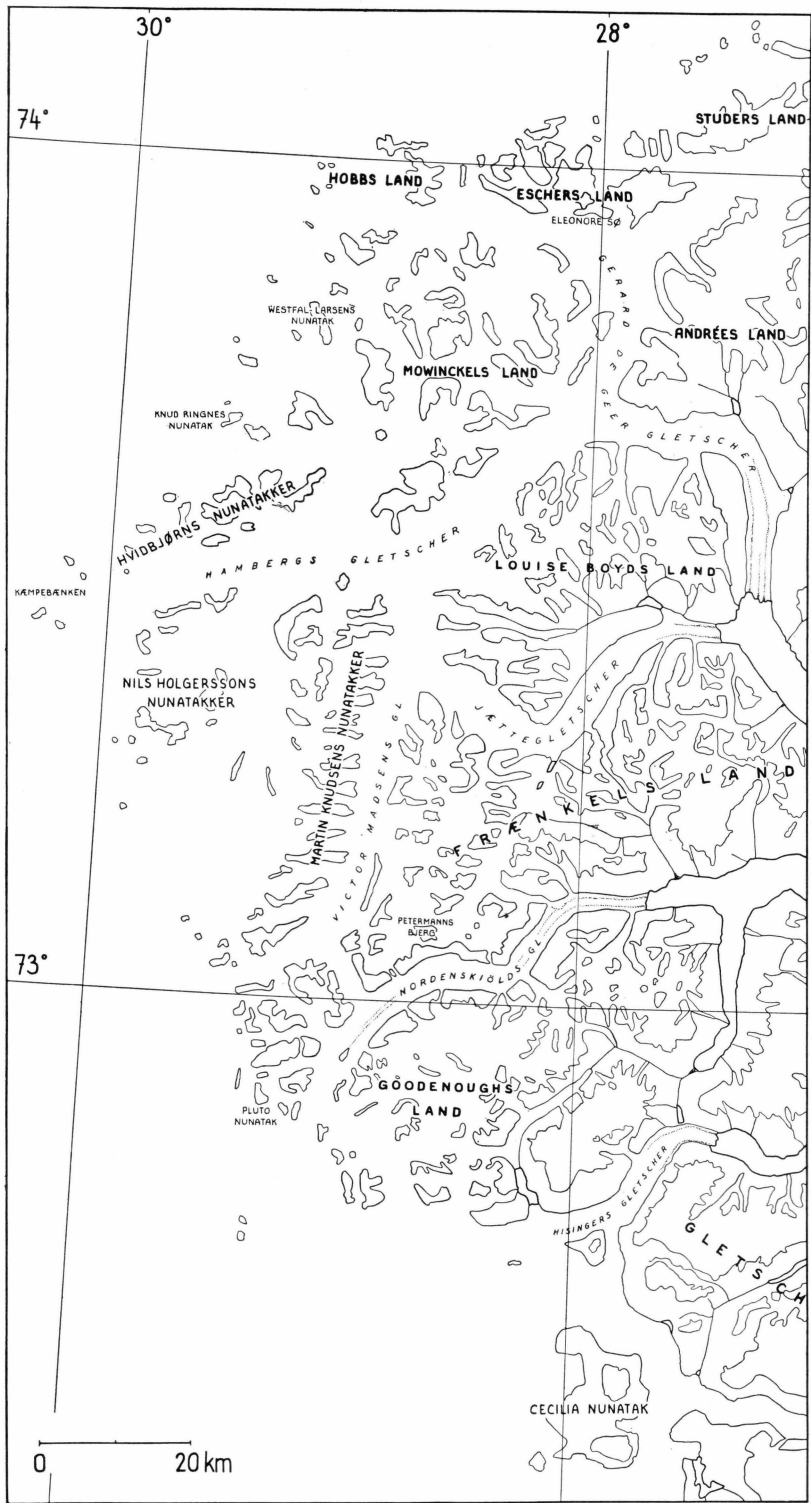 30°
28°
74°
STUDERS LAND
HOBBS LAND
ESCHERS LAND
ELEONORE SØ
GERARD DE GEER GLETSCHER
WESTFAL-LARSENS
NUNATAK
ANDRÉES LAND
MOWINCKELS LAND
KNUD RINGNES
NUNATAK
HVIDBJØRNS NUNATAKKER
HAMBERGS GLETSCHER
LOUISE BOYDS LAND
KÆMPEBÆNKEN
NILS HOLGERSSONS
NUNATAKKER
MARTIN KNUDSENS NUNATAKKER
VICTOR MADSENS GL
JÆTTEGLETSCHER
FRÆNKELS LAND
PETERMANNS
BJERG
73°
NORDENSKIÖLDS GL
GOODENOUGHS
LAND
PLUTO
NUNATAK
HISINGERS GLETSCHER
GLETSCH
CECILIA NUNATAK
0 20 km